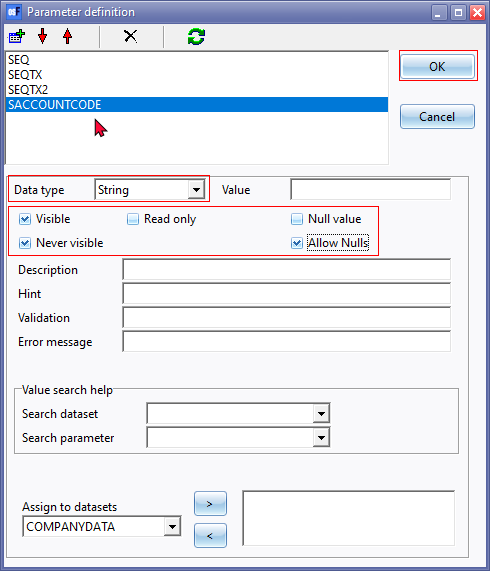 Parameter definition
SEQ
SEQTX
SEQTX2
SACCOUNTCODE
OK
Cancel
Data type String Value
Visible Read only Null value
Never visible Allow Nulls
Description
Hint
Validation
Error message
Value search help
Search dataset
Search parameter
Assign to datasets
COMPANYDATA
>
<